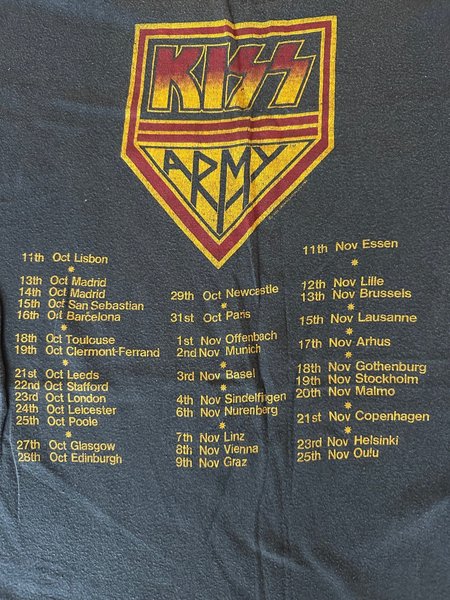 KISS
ARMY
11th Oct Lisbon
*
13th Oct Madrid
14th Oct Madrid
15th Oct San Sebastian
16th Oct Barcelona
*
18th Oct Toulouse
19th Oct Clermont-Ferrand
*
21st Oct Leeds
22nd Oct Stafford
23rd Oct London
24th Oct Leicester
25th Oct Poole
*
27th Oct Glasgow
28th Oct Edinburgh
29th Oct Newcastle
*
31st Oct Paris
*
1st Nov Offenbach
2nd Nov Munich
*
3rd Nov Basel
*
4th Nov Sindelfingen
6th Nov Nurenberg
*
7th Nov Linz
8th Nov Vienna
9th Nov Graz
11th Nov Essen
*
12th Nov Lille
13th Nov Brussels
*
15th Nov Lausanne
*
17th Nov Arhus
*
18th Nov Gothenburg
19th Nov Stockholm
20th Nov Malmo
*
21st Nov Copenhagen
*
23rd Nov Helsinki
25th Nov Oulu